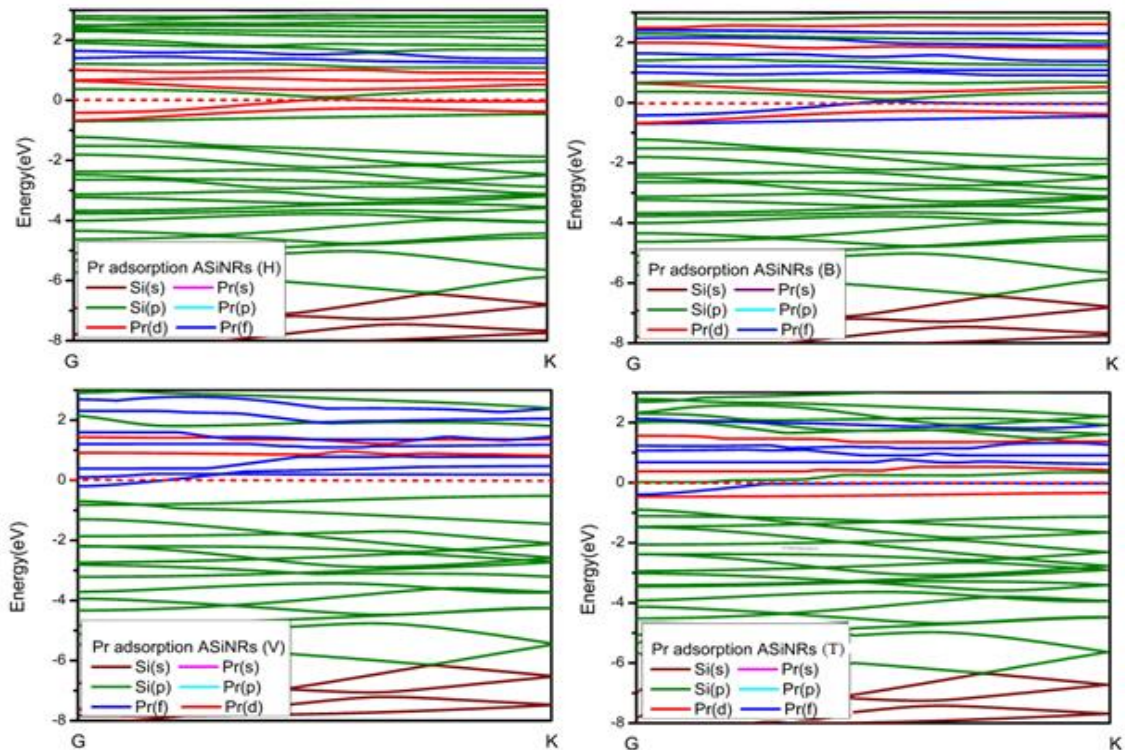 2
0
-2
-4
-6
-8
Energy(eV)
Pr adsorption ASiNRs (H)
Si(s) Pr(s)
Si(p) Pr(p)
Pr(d) Pr(f)
G K
2
0
-2
-4
-6
-8
Energy(eV)
Pr adsorption ASiNRs (B)
Si(s) Pr(s)
Si(p) Pr(p)
Pr(d) Pr(f)
G K
2
0
-2
-4
-6
-8
Energy(eV)
Pr adsorption ASiNRs (V)
Si(s) Pr(s)
Si(p) Pr(p)
Pr(f) Pr(d)
G K
2
0
-2
-4
-6
-8
Energy(eV)
Pr adsorption ASiNRs (T)
Si(s) Pr(s)
Si(p) Pr(p)
Pr(d) Pr(f)
G K